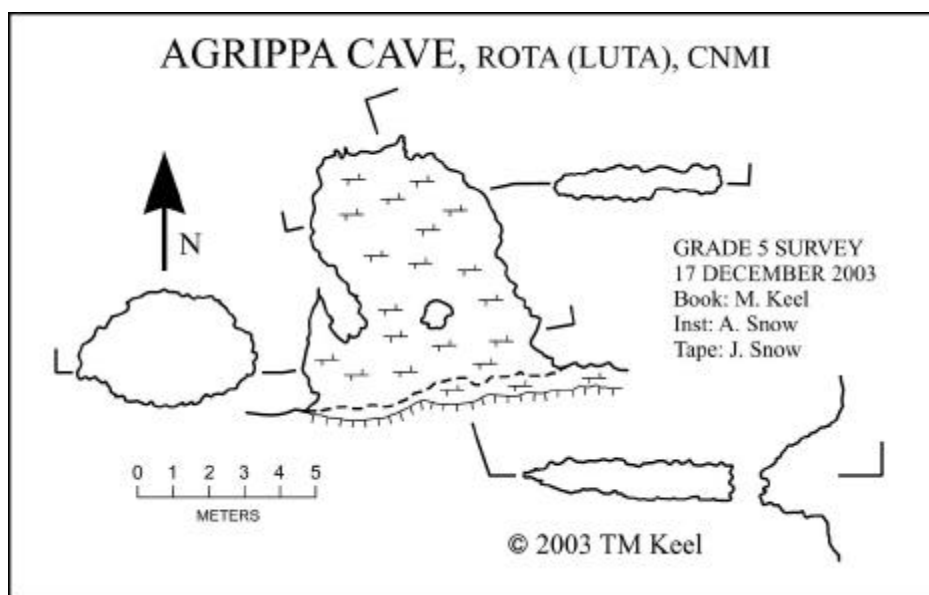 AGRIPPA CAVE, ROTA (LUTA), CNMI
N
GRADE 5 SURVEY
17 DECEMBER 2003
Book: M. Keel
Inst: A. Snow
Tape: J. Snow
0 1 2 3 4 5
METERS
© 2003 TM Keel